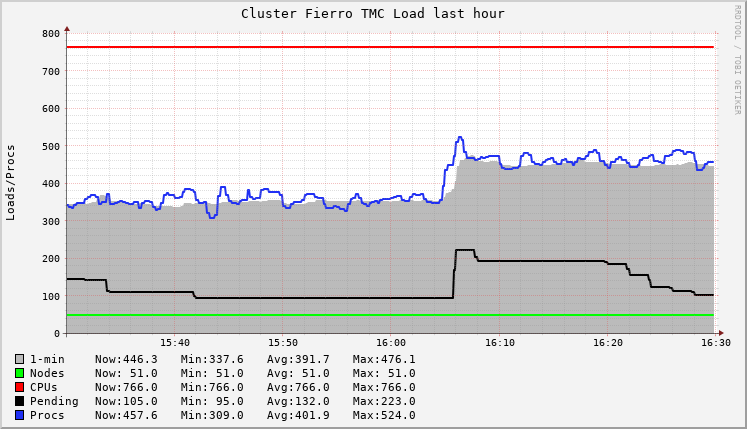 Cluster Fierro TMC Load last hour
RRDTOOL / TOBI OETIKER
Loads/Procs
800
700
600
500
400
300
200
100
0
15:40 15:50 16:00 16:10 16:20 16:30
1-min Now:446.3 Min:337.6 Avg:391.7 Max:476.1
Nodes Now: 51.0 Min: 51.0 Avg: 51.0 Max: 51.0
CPUs Now:766.0 Min:766.0 Avg:766.0 Max:766.0
Pending Now:105.0 Min: 95.0 Avg:132.0 Max:223.0
Procs Now:457.6 Min:309.0 Avg:401.9 Max:524.0